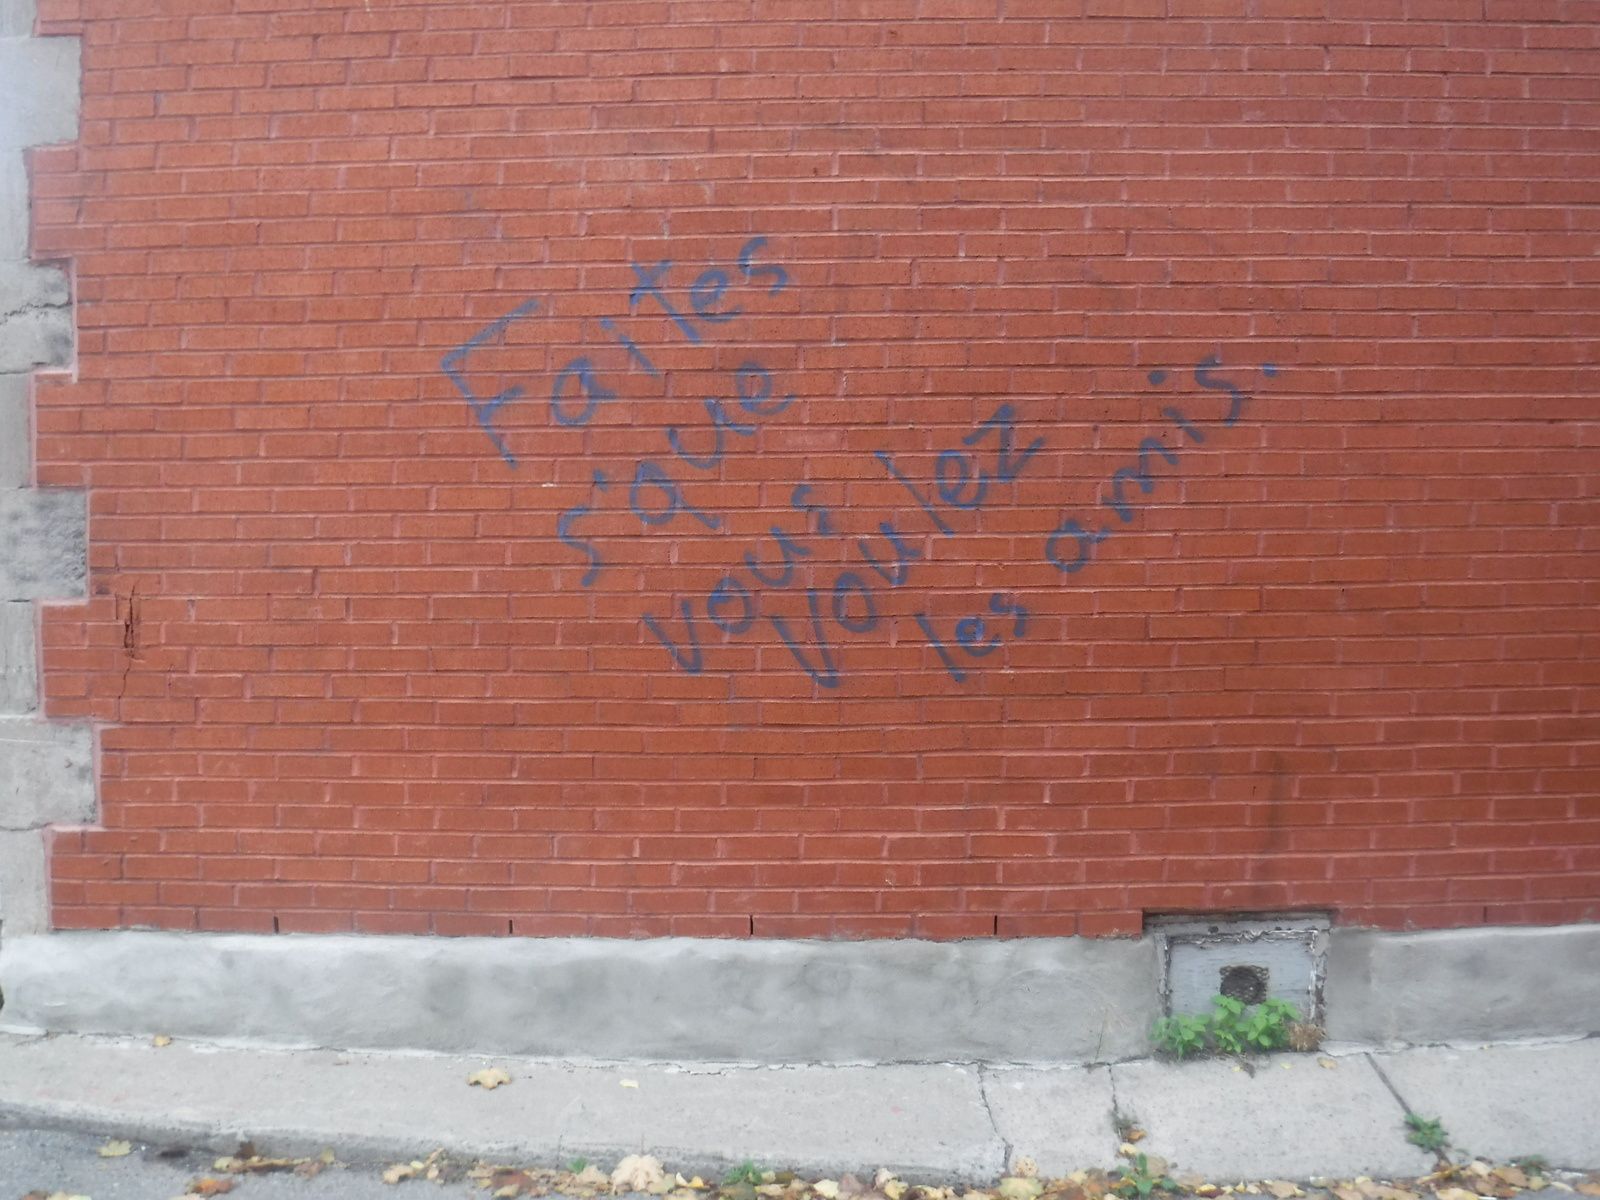 Faites
s'que
vous
voulez
les amis.